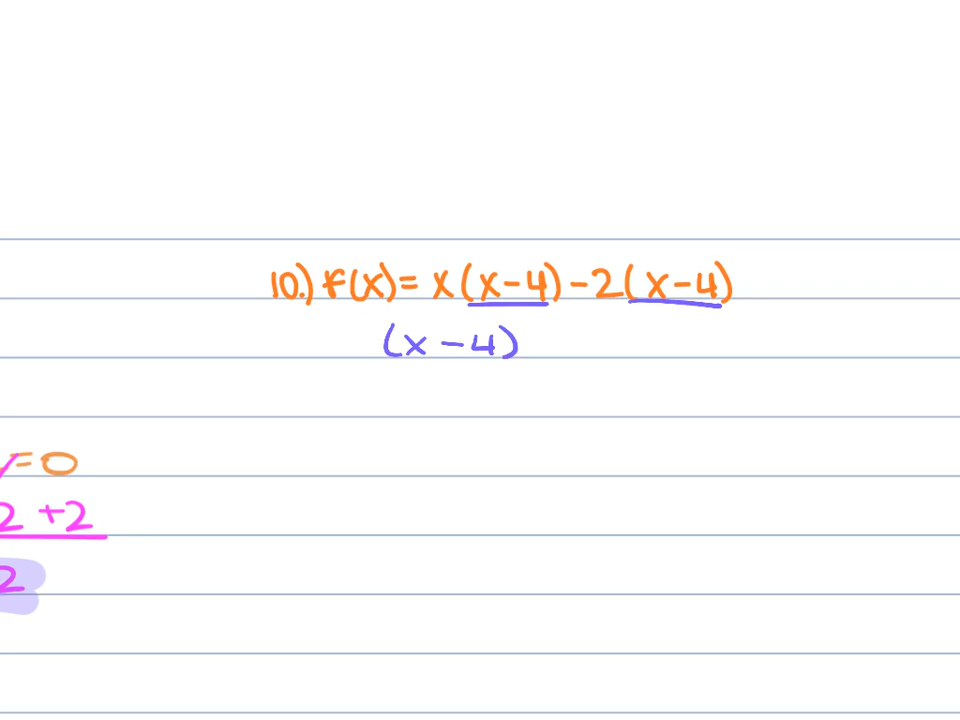 10.) f(x) = x(x-4) - 2(x-4)
(x - 4)
= 0
2 +2
2